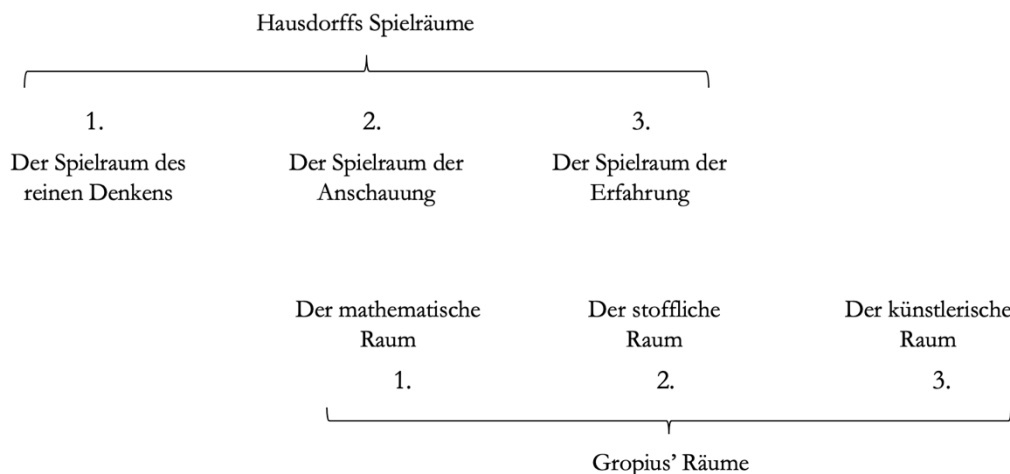 Hausdorffs Spielräume
1. 2. 3.
Der Spielraum des Der Spielraum der Der Spielraum der
reinen Denkens Anschauung Erfahrung
Der mathematische Der stoffliche Der künstlerische
Raum Raum Raum
1. 2. 3.
Gropius’ Räume